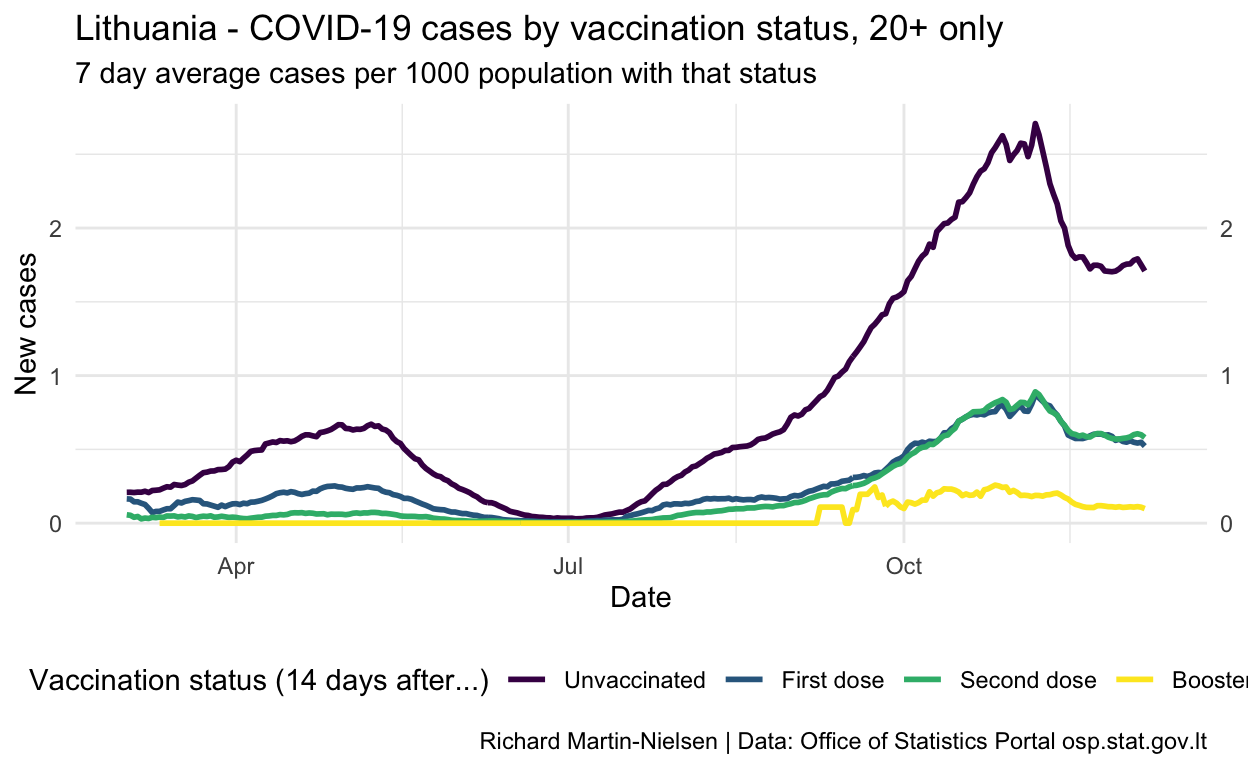 Lithuania - COVID-19 cases by vaccination status, 20+ only
7 day average cases per 1000 population with that status
New cases
2
1
0
2
1
0
Apr Jul Oct
Date
Vaccination status (14 days after...) Unvaccinated First dose Second dose Booster
Richard Martin-Nielsen | Data: Office of Statistics Portal osp.stat.gov.lt